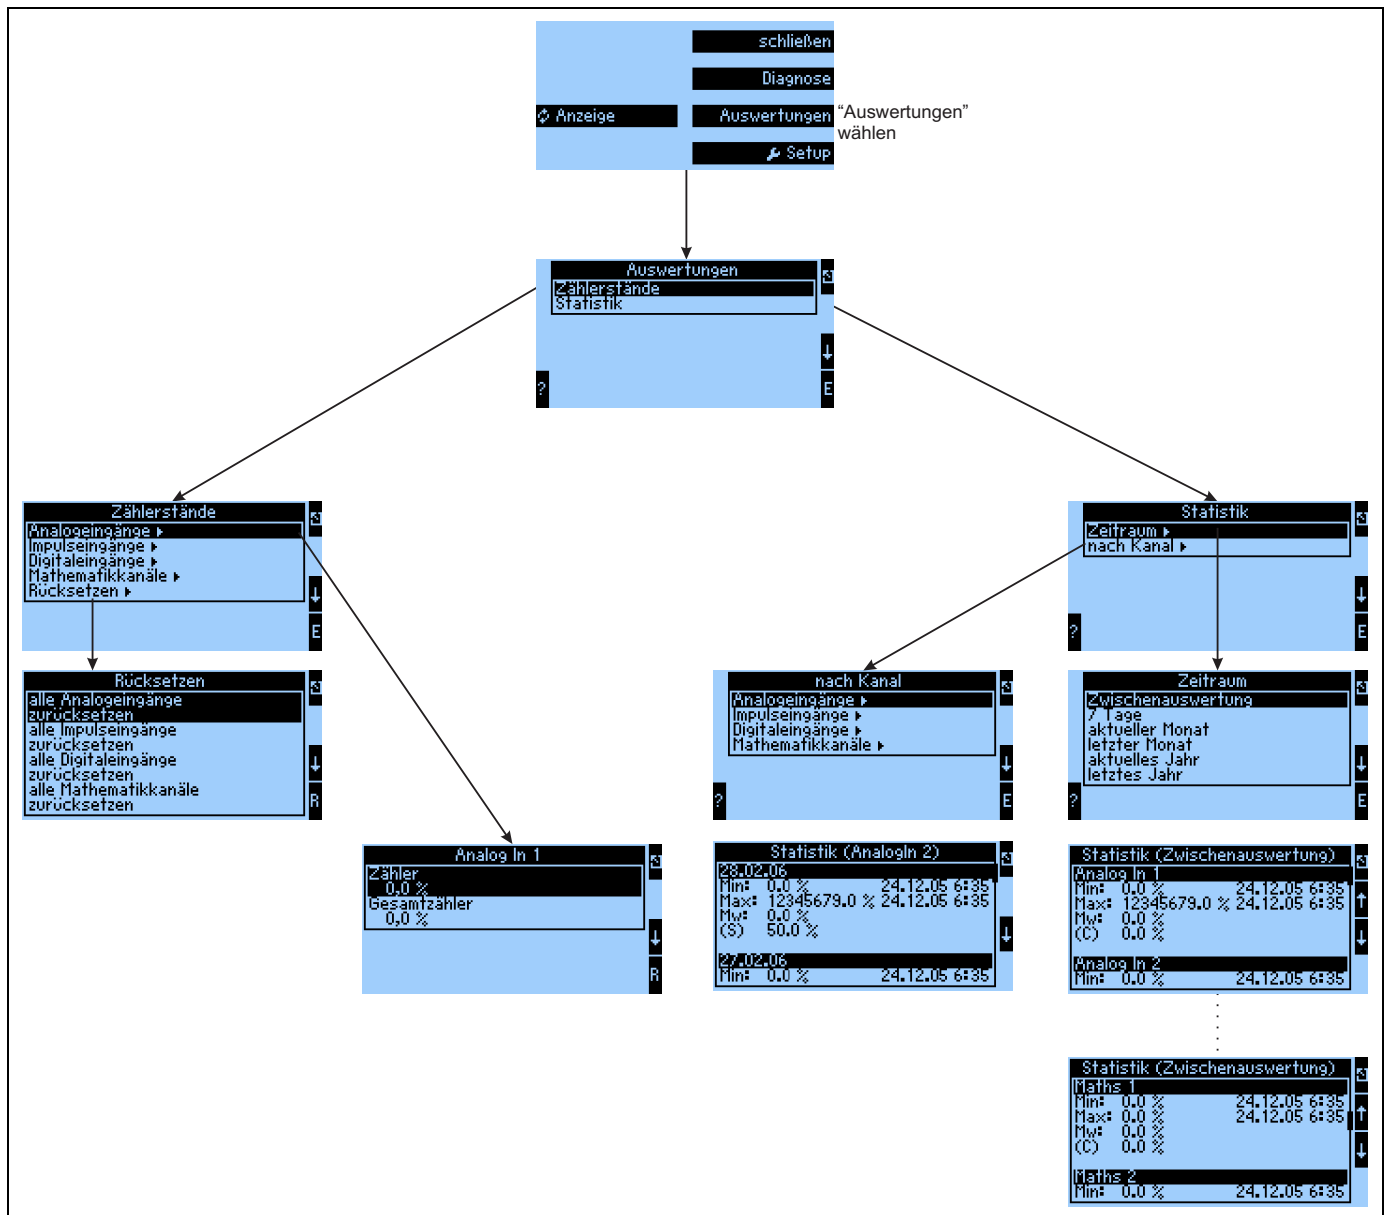 schließen
Diagnose
Anzeige
Auswertungen
Setup
“Auswertungen”
wählen
Auswertungen
Zählerstände
Statistik
?
E
Zählerstände
Analogeingänge
Impulseingänge
Digitaleingänge
Mathematikkanäle
Rücksetzen
E
Statistik
Zeitraum
nach Kanal
?
E
Rücksetzen
alle Analogeingänge
zurücksetzen
alle Impulseingänge
zurücksetzen
alle Digitaleingänge
zurücksetzen
alle Mathematikkanäle
zurücksetzen
R
nach Kanal
Analogeingänge
Impulseingänge
Digitaleingänge
Mathematikkanäle
?
E
Zeitraum
Zwischenauswertung
7 Tage
aktueller Monat
letzter Monat
aktuelles Jahr
letztes Jahr
?
E
Analog In 1
Zähler
0,0 %
Gesamtzähler
0,0 %
R
Statistik (AnalogIn 2)
28.02.06
Min: 0.0 % 24.12.05 6:35
Max: 12345679.0 % 24.12.05 6:35
Mw: 0.0 %
(S) 50.0 %
27.02.06
Min: 0.0 % 24.12.05 6:35
Statistik (Zwischenauswertung)
Analog In 1
Min: 0.0 % 24.12.05 6:35
Max: 12345679.0 % 24.12.05 6:35
Mw: 0.0 %
(C) 0.0 %
Analog In 2
Min: 0.0 % 24.12.05 6:35
Statistik (Zwischenauswertung)
Maths 1
Min: 0.0 % 24.12.05 6:35
Max: 0.0 % 24.12.05 6:35
Mw: 0.0 %
(C) 0.0 %
Maths 2
Min: 0.0 % 24.12.05 6:35